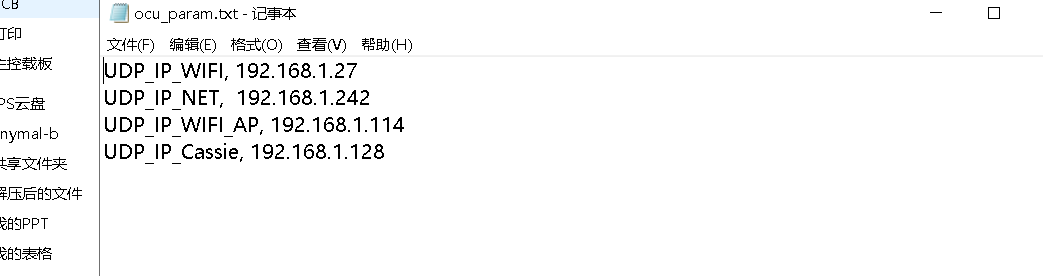 CB
ocu_param.txt - 记事本
打印
文件(F) 编辑(E) 格式(O) 查看(V) 帮助(H)
主控载板
UDP_IP_WIFI, 192.168.1.27
UDP_IP_NET,  192.168.1.242
PS云盘
UDP_IP_WIFI_AP, 192.168.1.114
nymal-b
UDP_IP_Cassie, 192.168.1.128
共享文件夹
解压后的文件
我的PPT
我的表格